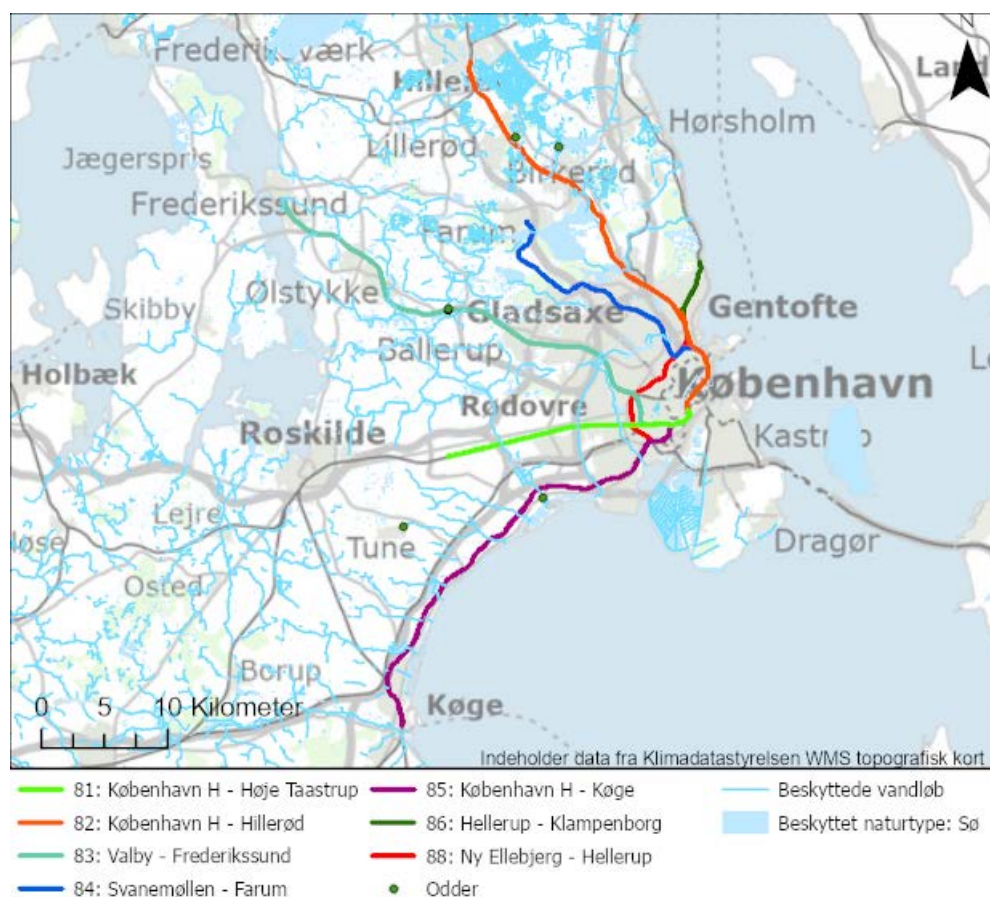 N
Frederiksværk
Land
Lillerød
Hørsholm
Jægerspris
Birkerød
Frederikssund
Farum
Skibby
Ølstykke
Gladsaxe
Gentofte
Ballerup
Holbæk
København
Rødovre
Roskilde
Kastrup
Lejre
Tune
Dragør
Osted
Borup
0 5 10 Kilometer
Køge
Indeholder data fra Klimadatastyrelsen WMS topografisk kort
81: København H - Høje Taastrup
82: København H - Hillerød
83: Valby - Frederikssund
84: Svanemøllen - Farum
85: København H - Køge
86: Hellerup - Klampenborg
88: Ny Ellebjerg - Hellerup
Odder
Beskyttede vandløb
Beskyttet naturtype: Sø